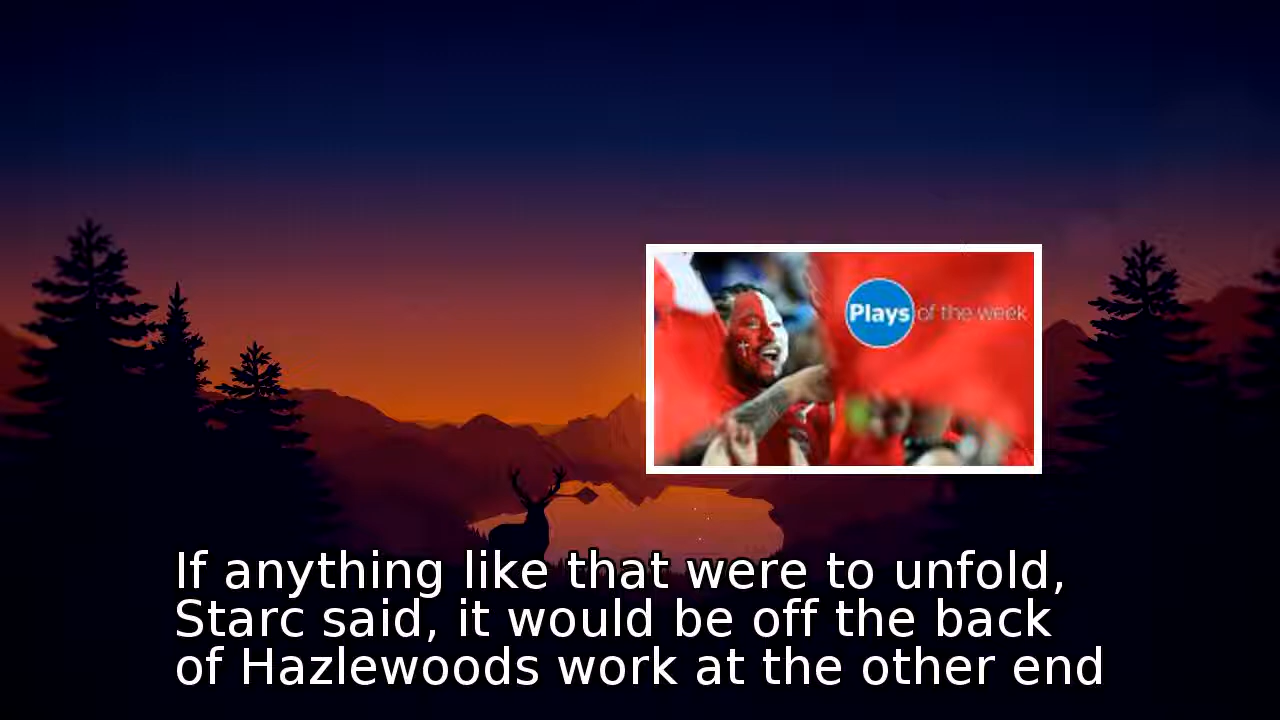 Plays of the week
If anything like that were to unfold,
Starc said, it would be off the back
of Hazlewoods work at the other end